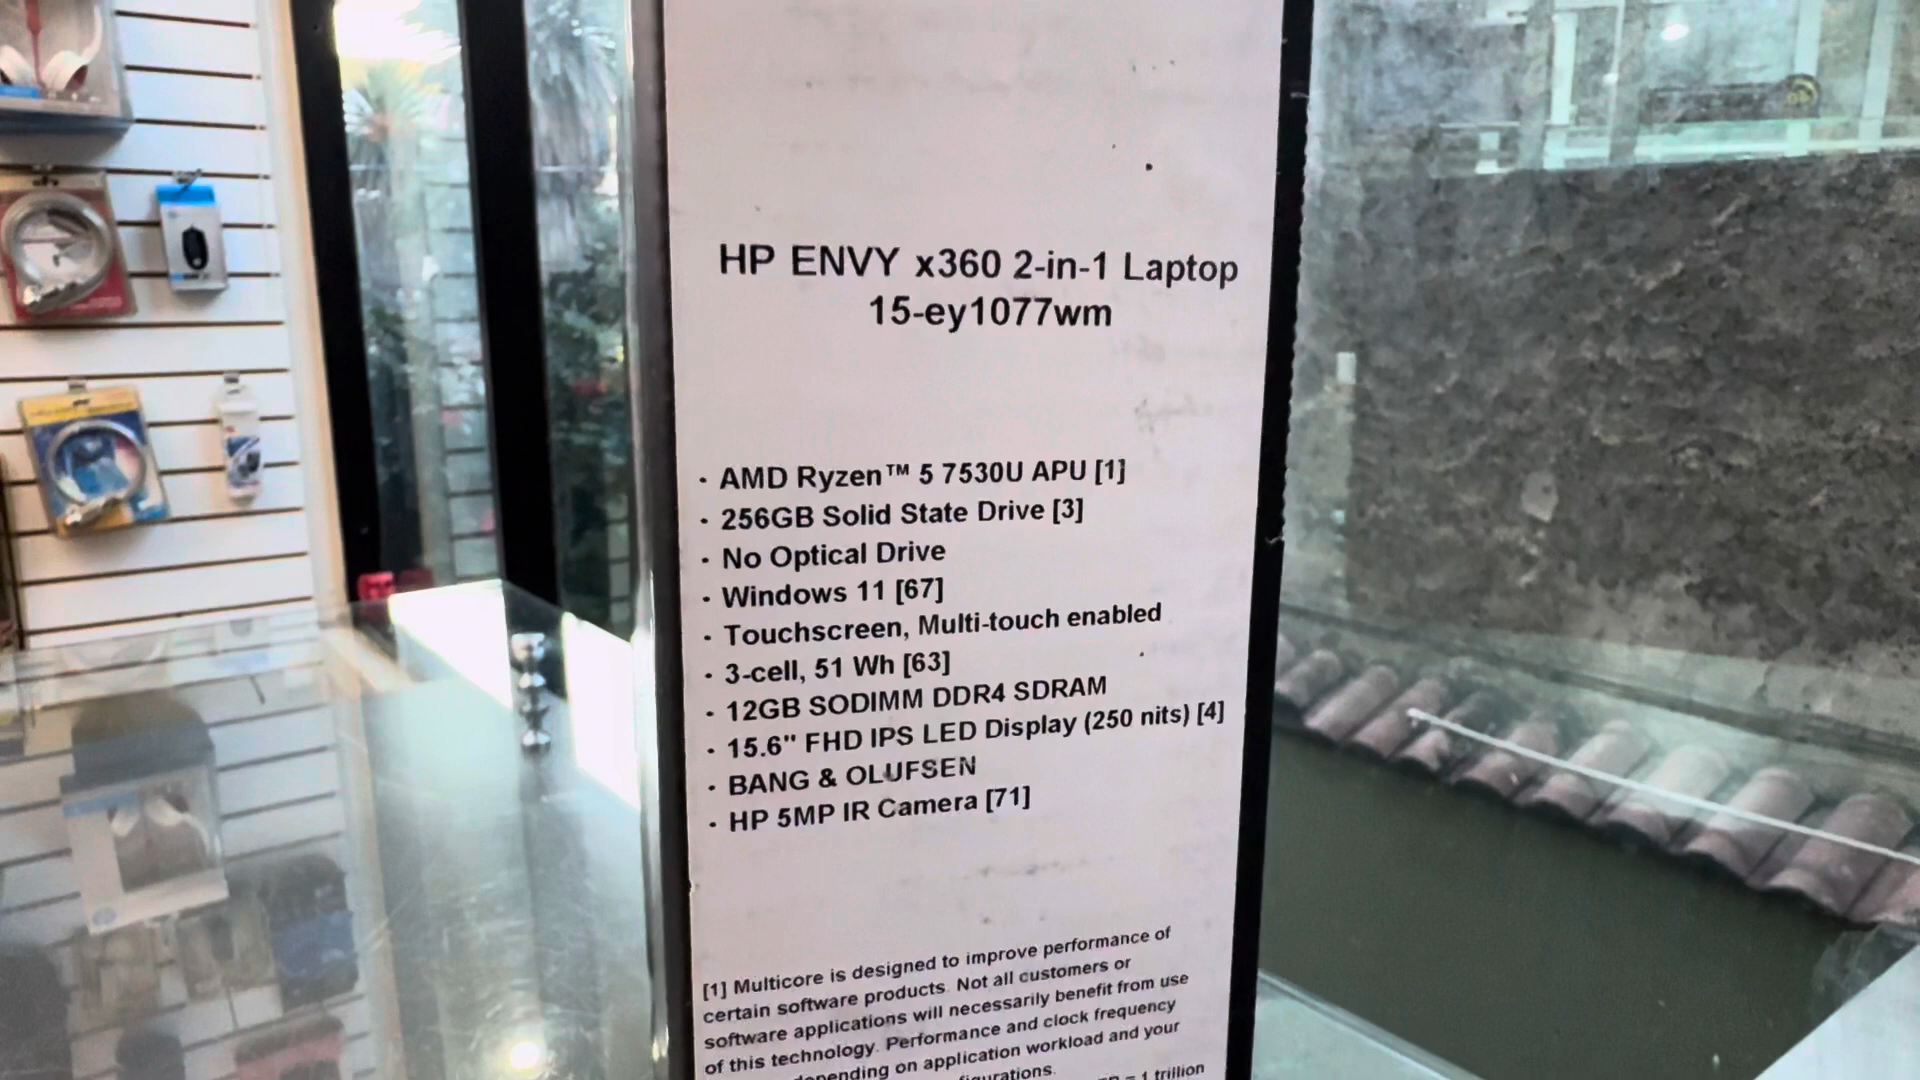 HP ENVY x360 2-in-1 Laptop
15-ey1077wm
· AMD Ryzen™ 5 7530U APU [1]
· 256GB Solid State Drive [3]
· No Optical Drive
· Windows 11 [67]
· Touchscreen, Multi-touch enabled
· 3-cell, 51 Wh [63]
· 12GB SODIMM DDR4 SDRAM
· 15.6" FHD IPS LED Display (250 nits) [4]
· BANG & OLUFSEN
· HP 5MP IR Camera [71]
[1] Multicore is designed to improve performance of
certain software products. Not all customers or
software applications will necessarily benefit from use
of this technology. Performance and clock frequency
depending on application workload and your
= 1 trillion